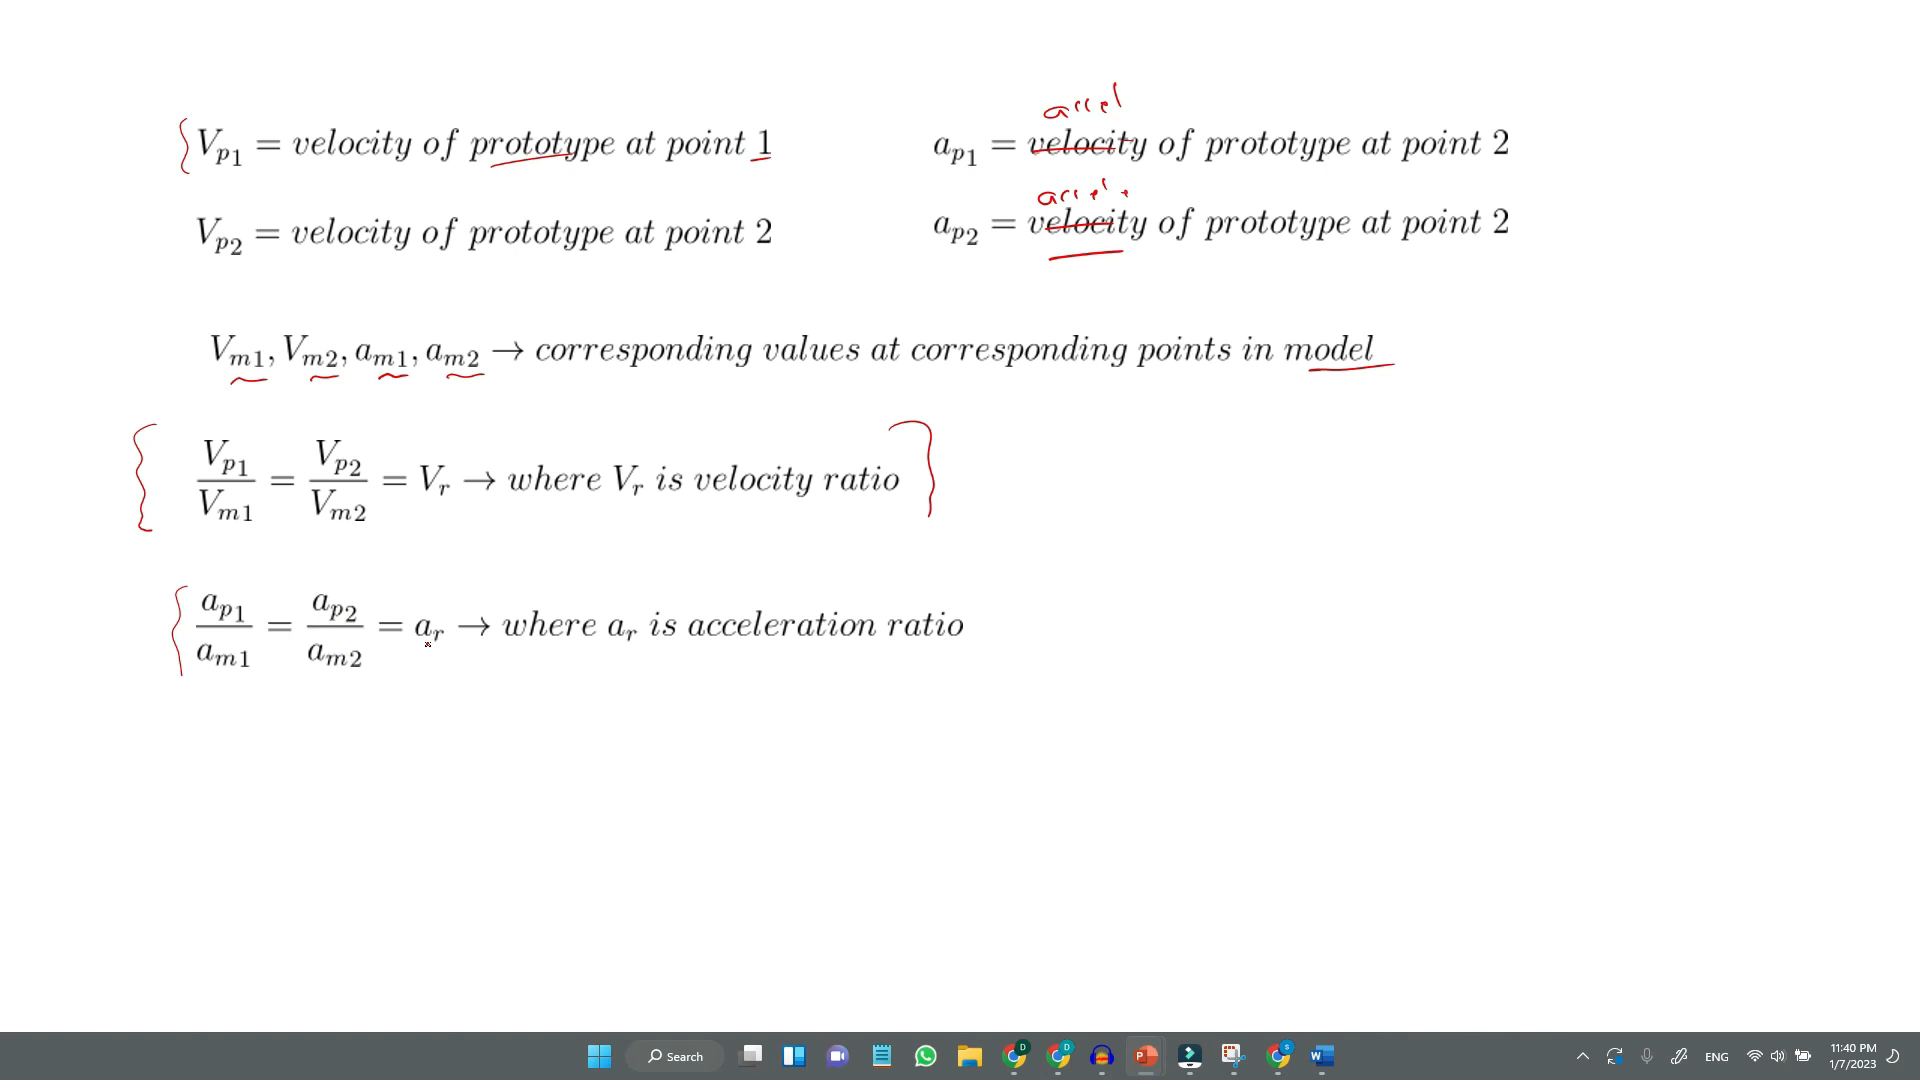 V_{p1} = velocity of prototype at point 1
V_{p2} = velocity of prototype at point 2
accel
a_{p1} = velocity of prototype at point 2
accel.
a_{p2} = velocity of prototype at point 2
V_{m1}, V_{m2}, a_{m1}, a_{m2} → corresponding values at corresponding points in model
V_{p1}/V_{m1} = V_{p2}/V_{m2} = V_r → where V_r is velocity ratio
a_{p1}/a_{m1} = a_{p2}/a_{m2} = a_r → where a_r is acceleration ratio
Search
ENG
11:40 PM
1/7/2023